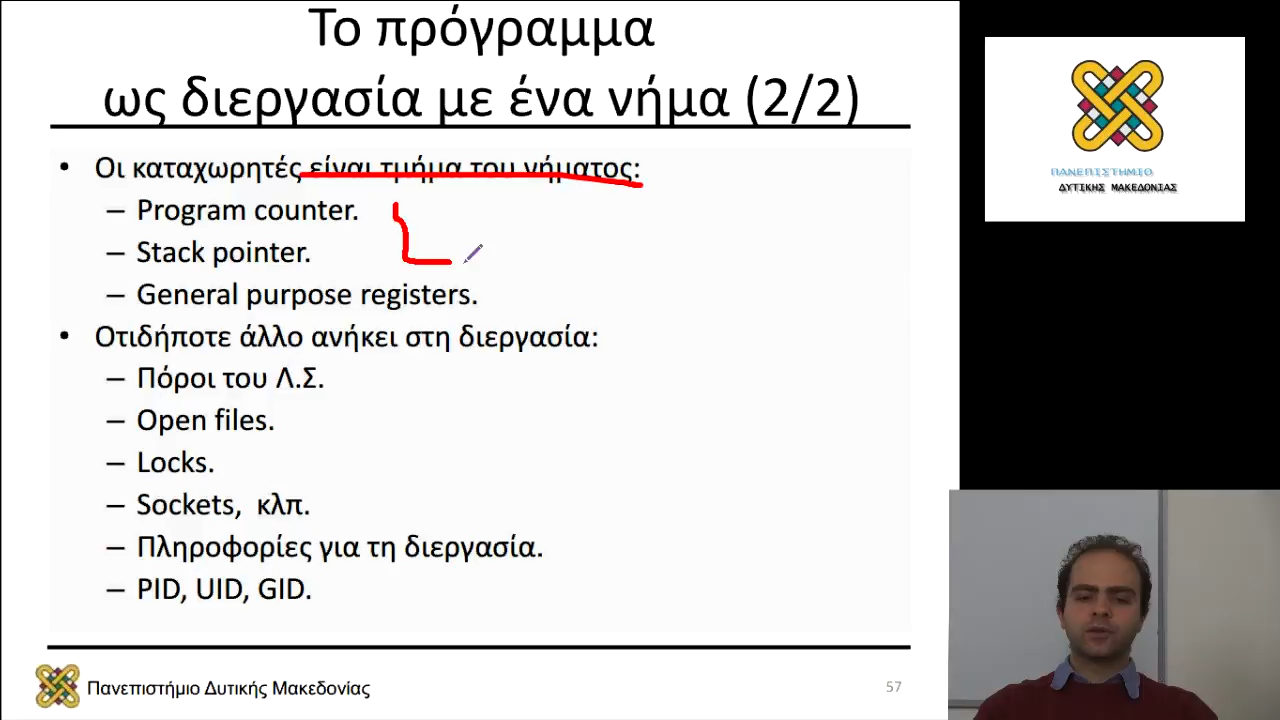 Το πρόγραμμα
ως διεργασία με ένα νήμα (2/2)
• Οι καταχωρητές είναι τμήμα του νήματος:
– Program counter.
– Stack pointer.
– General purpose registers.
• Οτιδήποτε άλλο ανήκει στη διεργασία:
– Πόροι του Λ.Σ.
– Open files.
– Locks.
– Sockets, κλπ.
– Πληροφορίες για τη διεργασία.
– PID, UID, GID.
Πανεπιστήμιο Δυτικής Μακεδονίας
57
ΠΑΝΕΠΙΣΤΗΜΙΟ
ΔΥΤΙΚΗΣ ΜΑΚΕΔΟΝΙΑΣ